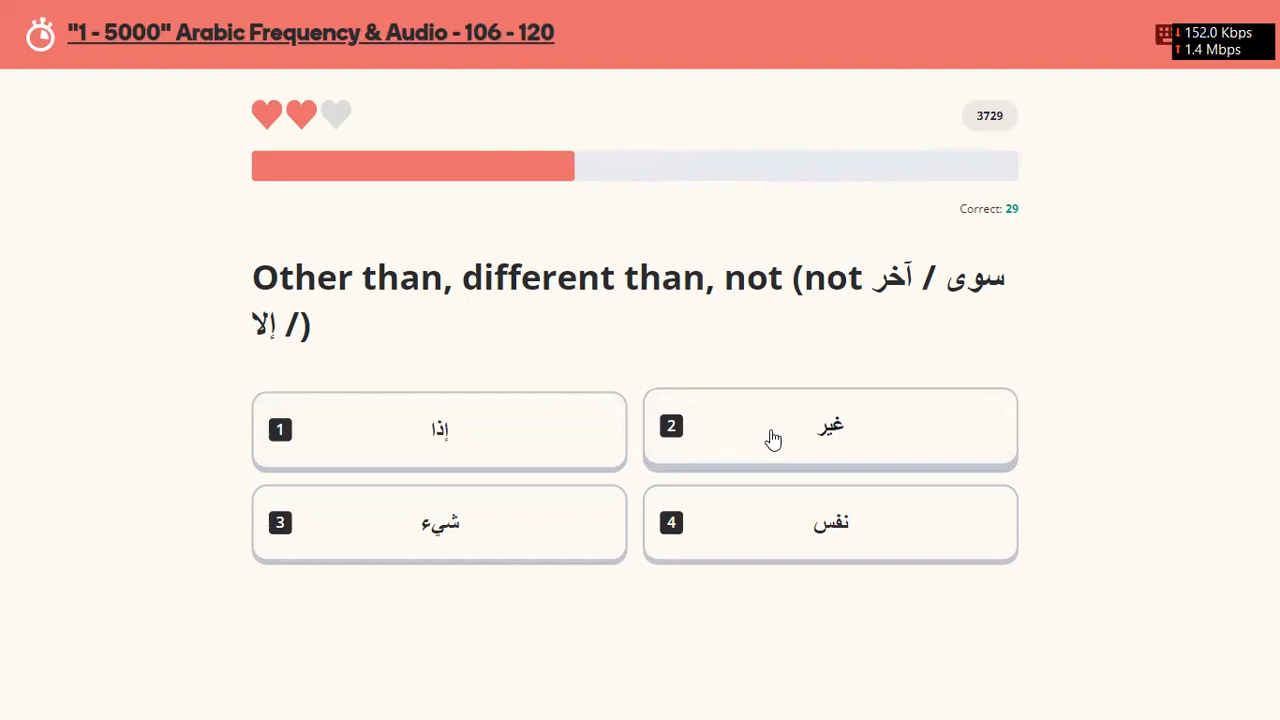 "1 - 5000" Arabic Frequency & Audio - 106 - 120
152.0 Kbps
1.4 Mbps
3729
Correct: 29
Other than, different than, not (not سوى / آخر
/ إلا/)
1 إذا
2 غير
3 شيء
4 نفس